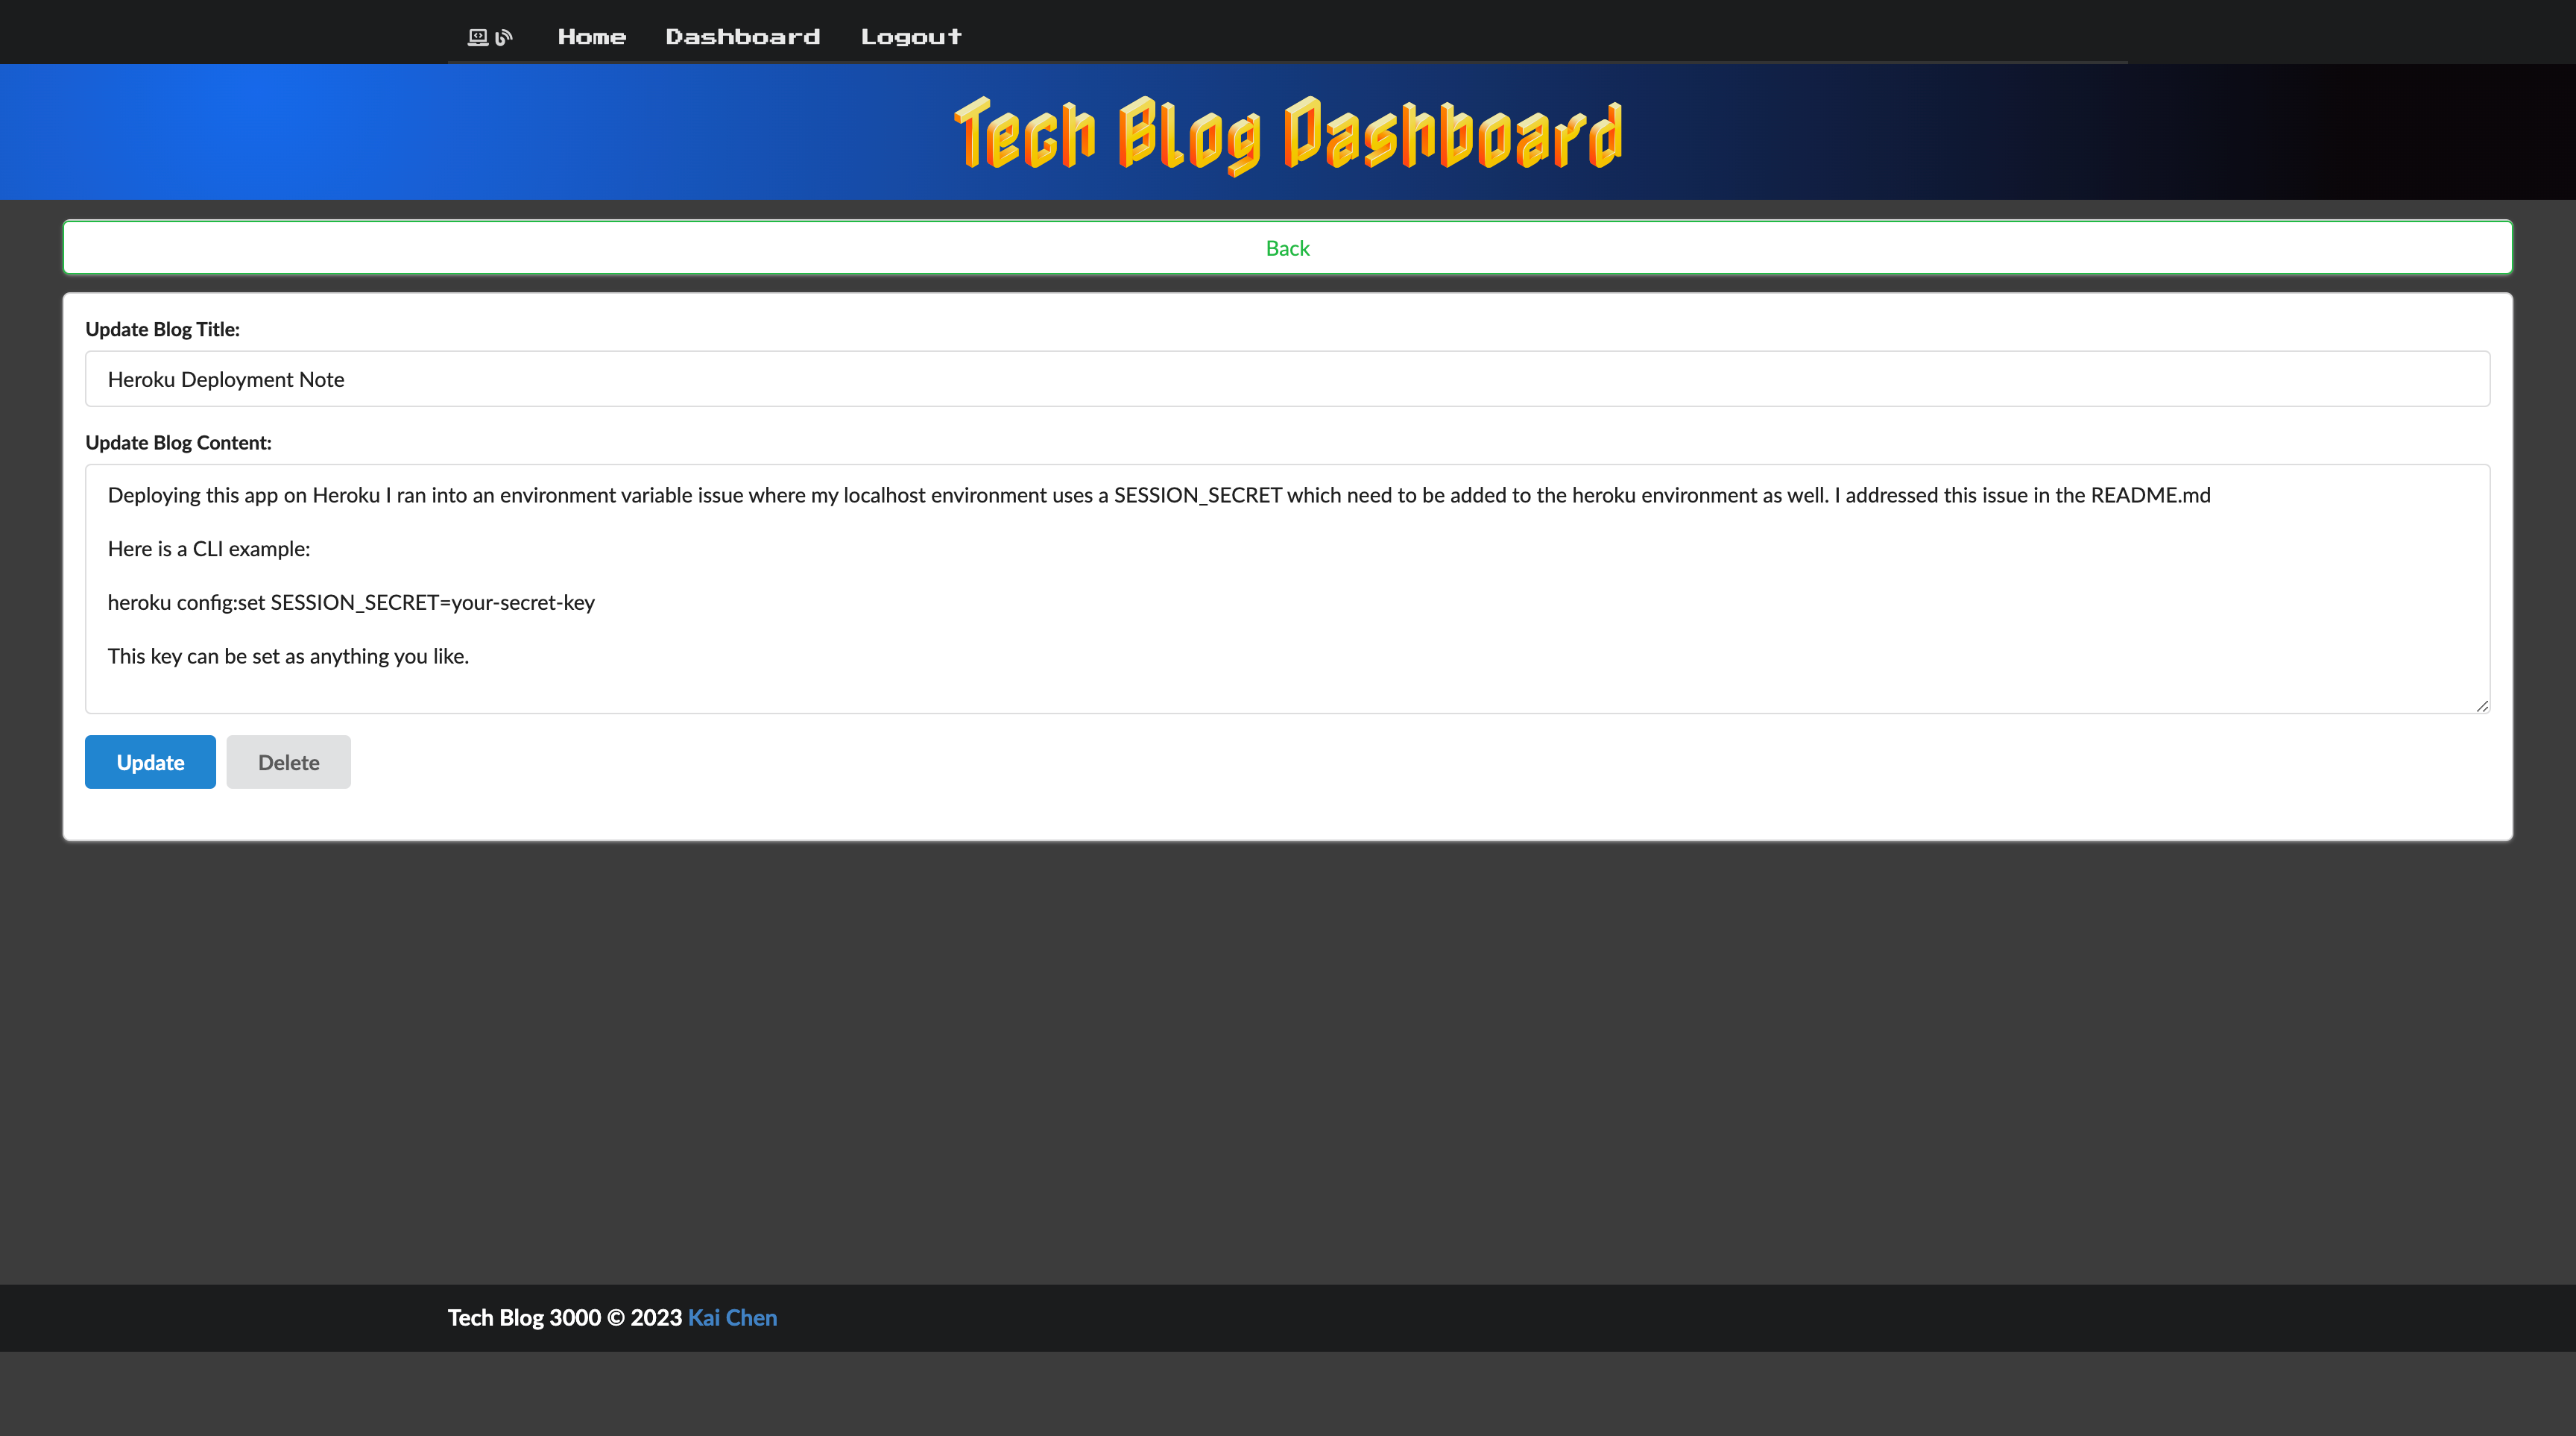 Home Dashboard Logout
Tech Blog Dashboard
Back
Update Blog Title:
Heroku Deployment Note
Update Blog Content:
Deploying this app on Heroku I ran into an environment variable issue where my localhost environment uses a SESSION_SECRET which need to be added to the heroku environment as well. I addressed this issue in the README.md
Here is a CLI example:
heroku config:set SESSION_SECRET=your-secret-key
This key can be set as anything you like.
Update Delete
Tech Blog 3000 © 2023 Kai Chen